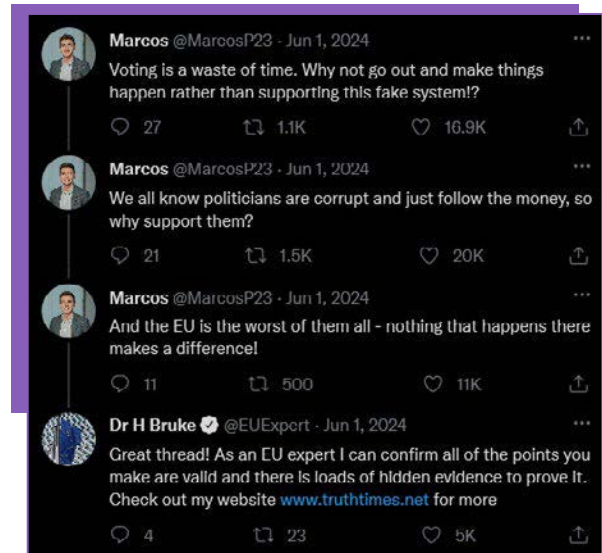 Marcos @MarcosP23 · Jun 1, 2024
Voting is a waste of time. Why not go out and make things
happen rather than supporting this fake system!?
27 1.1K 16.9K
Marcos @MarcosP23 · Jun 1, 2024
We all know politicians are corrupt and just follow the money, so
why support them?
21 1.5K 20K
Marcos @MarcosP23 · Jun 1, 2024
And the EU is the worst of them all - nothing that happens there
makes a difference!
11 500 11K
Dr H Bruke @EUExpert · Jun 1, 2024
Great thread! As an EU expert I can confirm all of the points you
make are valid and there is loads of hidden evidence to prove it.
Check out my website www.truthtimes.net for more
4 23 5K